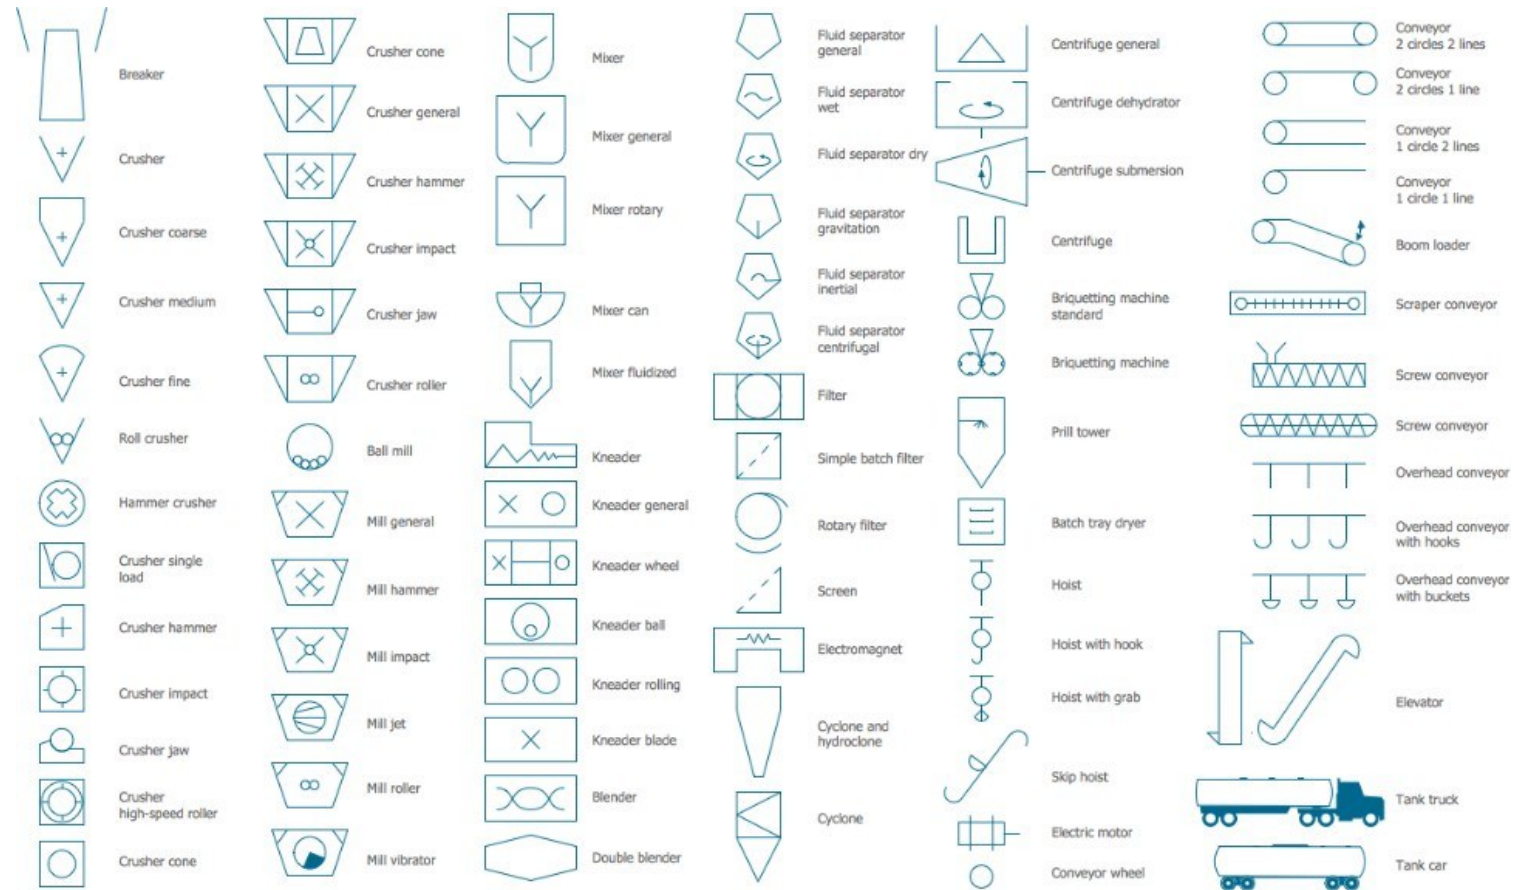 Breaker
Crusher
Crusher coarse
Crusher medium
Crusher fine
Roll crusher
Hammer crusher
Crusher single
load
Crusher hammer
Crusher impact
Crusher jaw
Crusher
high-speed roller
Crusher cone
Crusher cone
Crusher general
Crusher hammer
Crusher impact
Crusher jaw
Crusher roller
Ball mill
Mill general
Mill hammer
Mill impact
Mill jet
Mill roller
Mill vibrator
Mixer
Mixer general
Mixer rotary
Mixer can
Mixer fluidized
Kneader
Kneader general
Kneader wheel
Kneader ball
Kneader rolling
Kneader blade
Blender
Double blender
Fluid separator
general
Fluid separator
wet
Fluid separator dry
Fluid separator
gravitation
Fluid separator
inertial
Fluid separator
centrifugal
Filter
Simple batch filter
Rotary filter
Screen
Electromagnet
Cyclone and
hydroclone
Cyclone
Centrifuge general
Centrifuge dehydrator
Centrifuge submersion
Centrifuge
Briquetting machine
standard
Briquetting machine
Prill tower
Batch tray dryer
Hoist
Hoist with hook
Hoist with grab
Skip hoist
Electric motor
Conveyor wheel
Conveyor
2 circles 2 lines
Conveyor
2 circles 1 line
Conveyor
1 circle 2 lines
Conveyor
1 circle 1 line
Boom loader
Scraper conveyor
Screw conveyor
Screw conveyor
Overhead conveyor
Overhead conveyor
with hooks
Overhead conveyor
with buckets
Elevator
Tank truck
Tank car